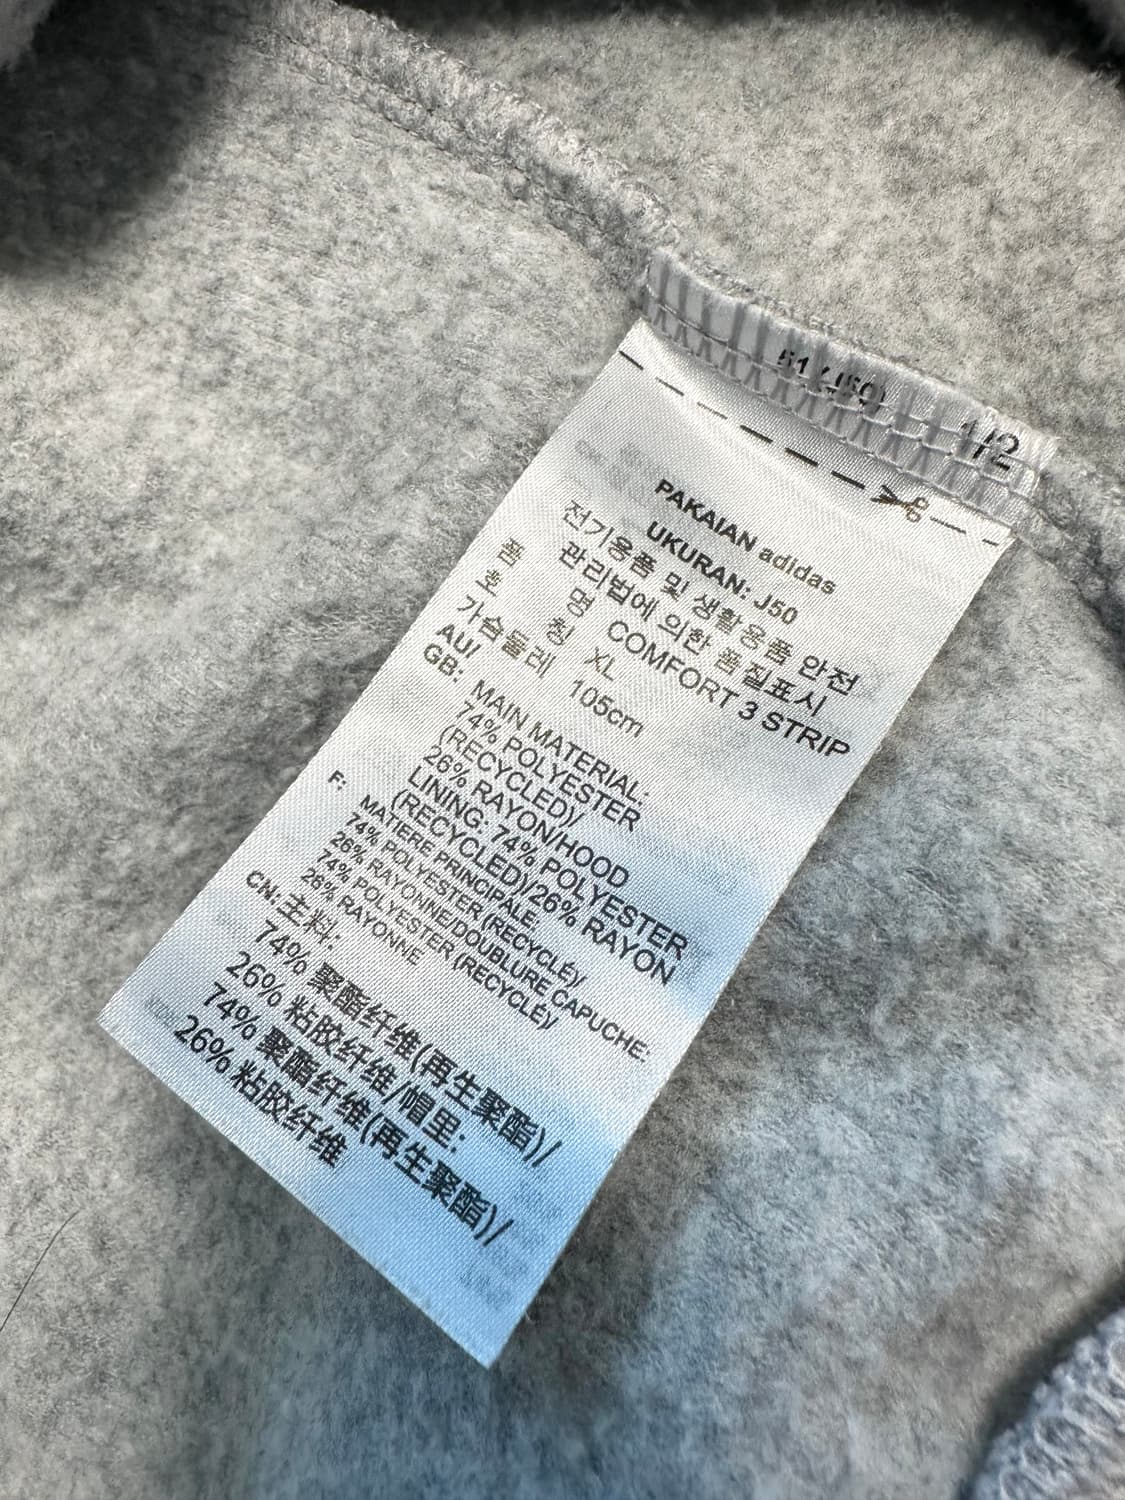 51 (J50)
1/2
PAKAIAN adidas
UKURAN: J50
전기용품 및 생활용품 안전
관리법에 의한 품질표시
품 명 COMFORT 3 STRIP
호 칭 XL
가슴둘레 105cm
AU/
GB: MAIN MATERIAL:
74% POLYESTER
(RECYCLED)/
26% RAYON/HOOD
LINING: 74% POLYESTER
(RECYCLED)/26% RAYON
F: MATIERE PRINCIPALE:
74% POLYESTER (RECYCLÉ)/
26% RAYONNE/DOUBLURE CAPUCHE:
74% POLYESTER (RECYCLÉ)/
26% RAYONNE
CN: 主料:
74% 聚酯纤维(再生聚酯)/
26% 粘胶纤维/帽里:
74% 聚酯纤维(再生聚酯)/
26% 粘胶纤维